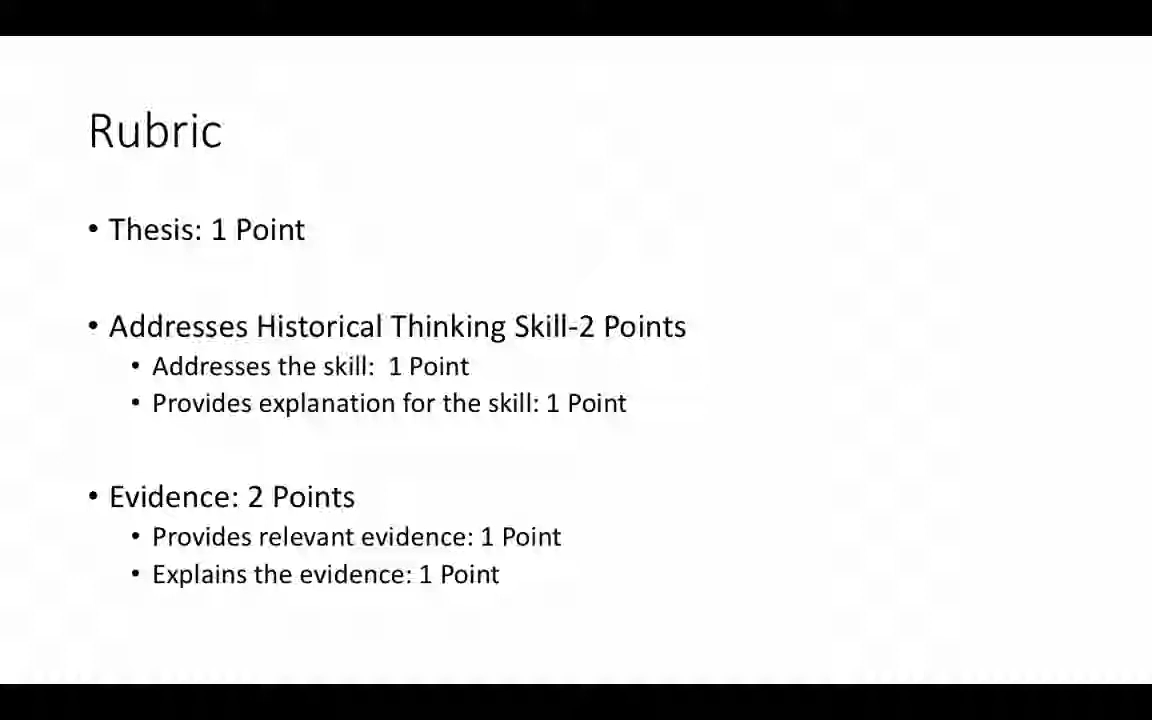 Rubric
• Thesis: 1 Point
• Addresses Historical Thinking Skill-2 Points
• Addresses the skill:  1 Point
• Provides explanation for the skill: 1 Point
• Evidence: 2 Points
• Provides relevant evidence: 1 Point
• Explains the evidence: 1 Point